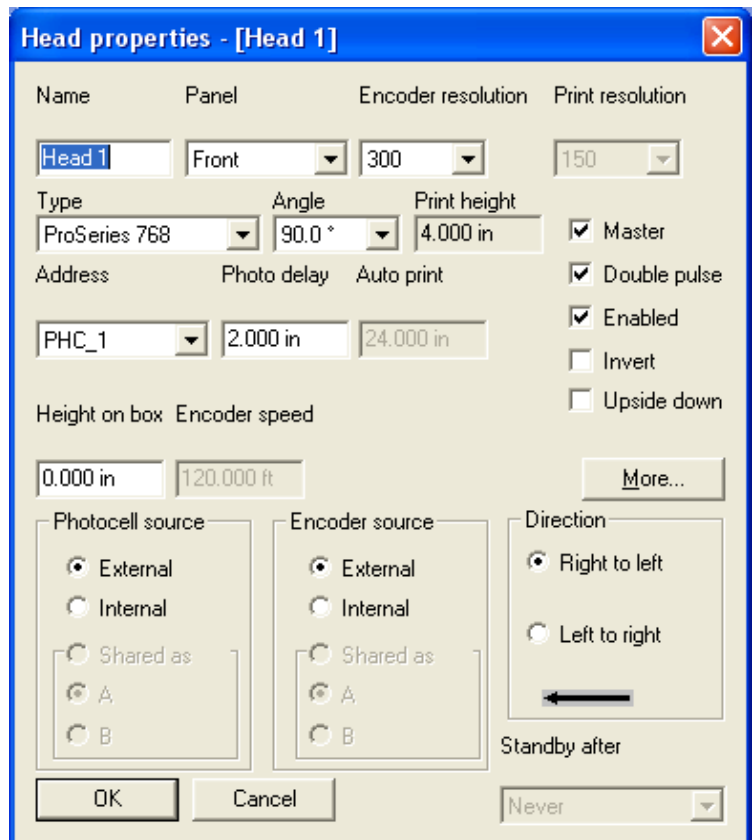 Head properties - [Head 1]
Name Panel Encoder resolution Print resolution
Head 1 Front 300 150
Type Angle Print height
ProSeries 768 90.0 ° 4.000 in Master
Address Photo delay Auto print Double pulse
Enabled
PHC_1 2.000 in 24.000 in
Invert
Height on box Encoder speed Upside down
0.000 in 120.000 ft More...
Photocell source Encoder source Direction
External External Right to left
Internal Internal
Shared as Shared as Left to right
A A
B B
Standby after
OK Cancel Never